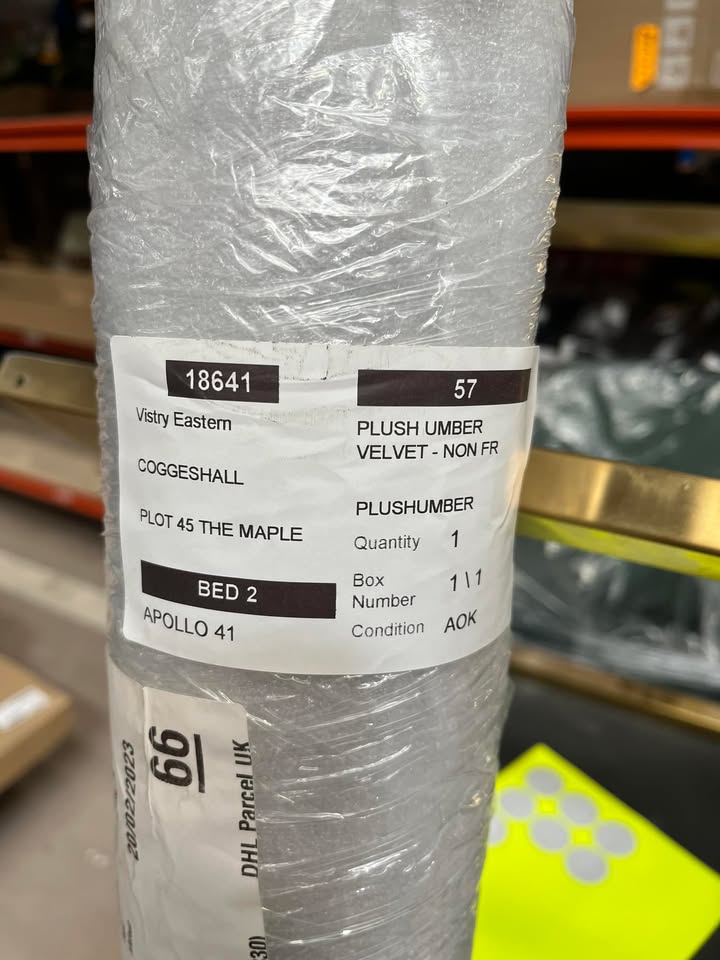 18641
Vistry Eastern
COGGESHALL
PLOT 45 THE MAPLE
BED 2
APOLLO 41
57
PLUSH UMBER
VELVET - NON FR
PLUSHUMBER
Quantity 1
Box
Number 1\1
Condition AOK
20/02/2023
66
DHL Parcel UK
30)